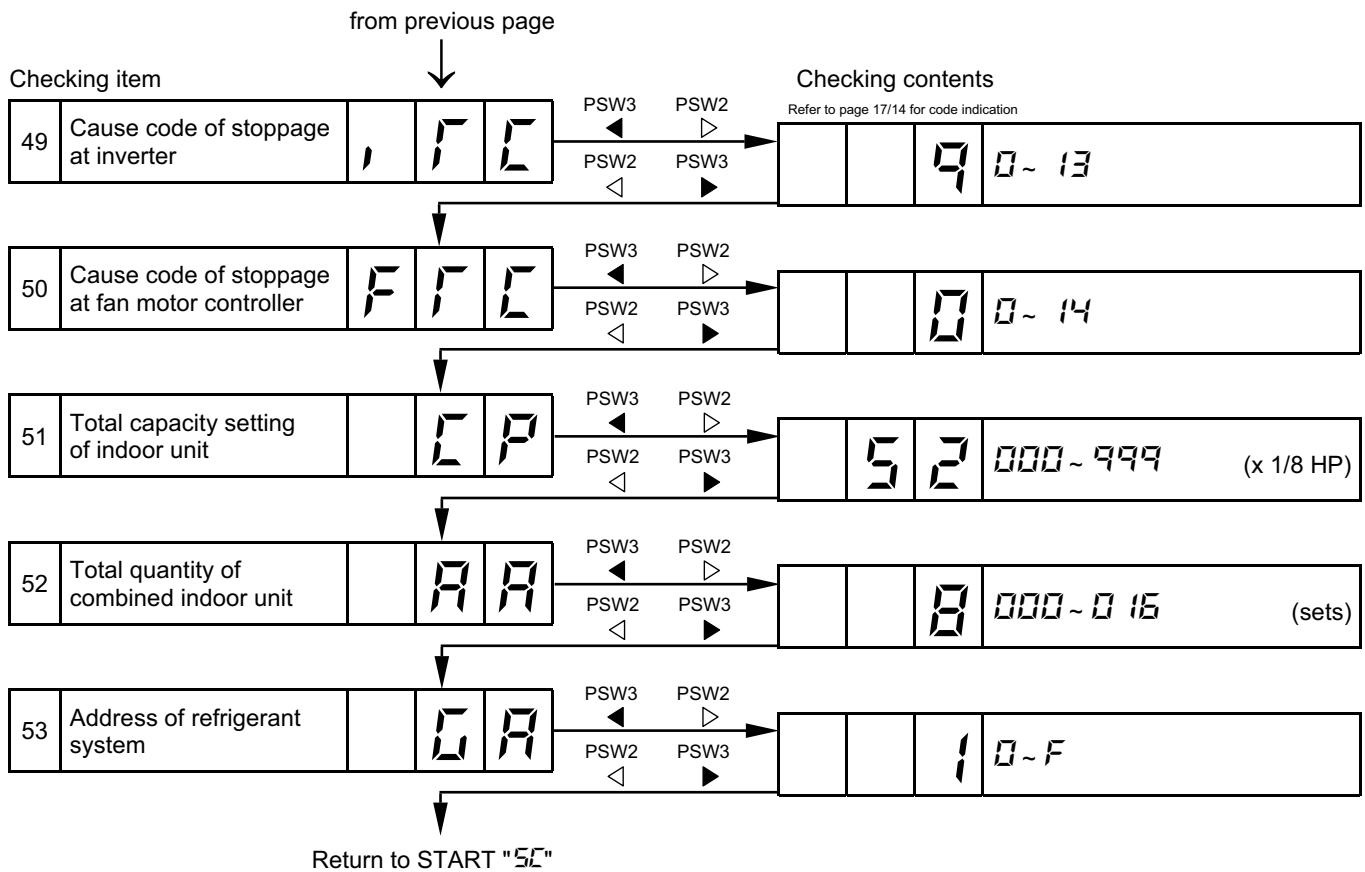 from previous page
Checking item
Checking contents
Refer to page 17/14 for code indication
49
Cause code of stoppage
at inverter
i T C
PSW3 PSW2
PSW2 PSW3
9
0 ~ 13
50
Cause code of stoppage
at fan motor controller
F T C
PSW3 PSW2
PSW2 PSW3
0
0 ~ 14
51
Total capacity setting
of indoor unit
C P
PSW3 PSW2
PSW2 PSW3
5 2
000 ~ 999 (x 1/8 HP)
52
Total quantity of
combined indoor unit
A A
PSW3 PSW2
PSW2 PSW3
8
000 ~ 016 (sets)
53
Address of refrigerant
system
G A
PSW3 PSW2
PSW2 PSW3
1
0 ~ F
Return to START "SC"